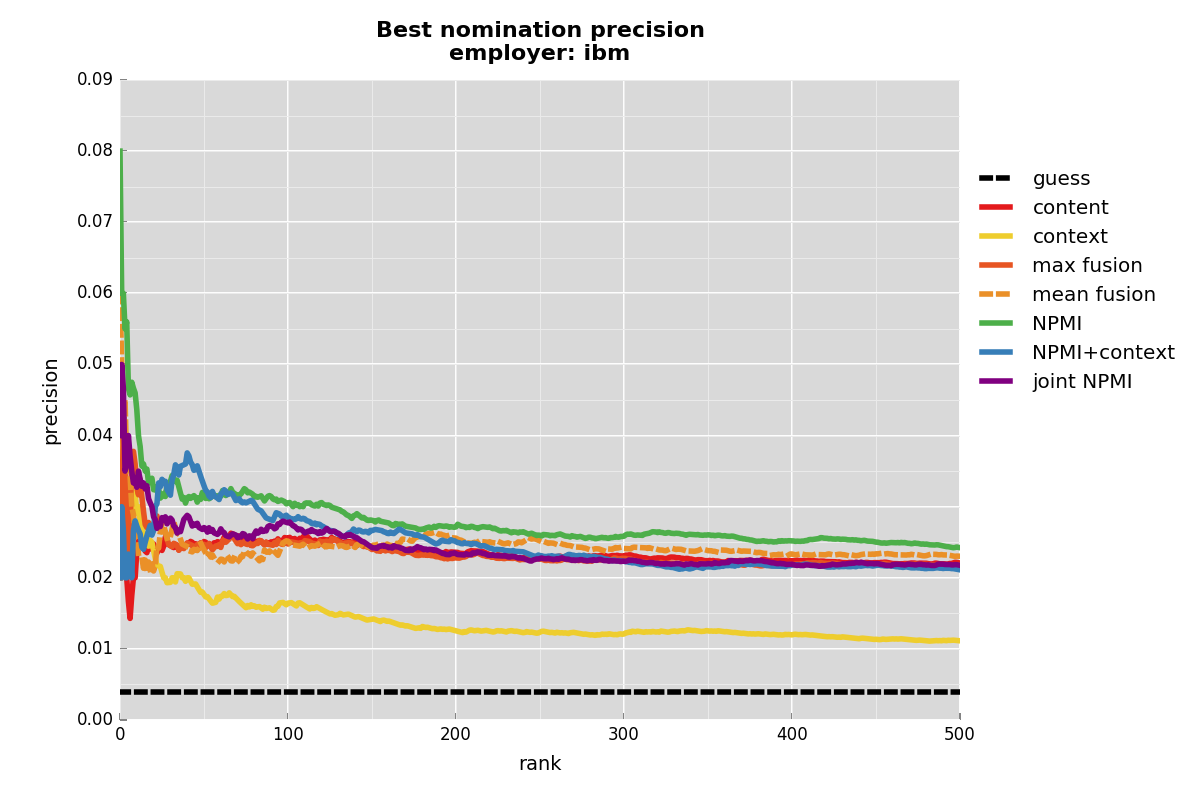 Best nomination precision
employer: ibm
precision
0.09
0.08
0.07
0.06
0.05
0.04
0.03
0.02
0.01
0.00
0 100 200 300 400 500
rank
guess
content
context
max fusion
mean fusion
NPMI
NPMI+context
joint NPMI